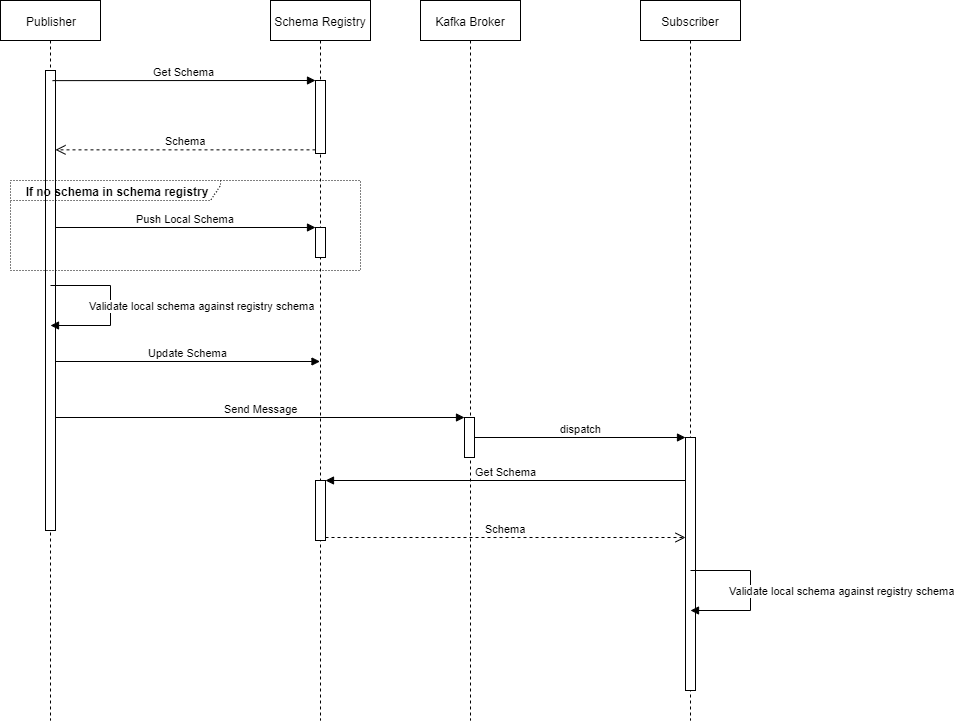 Publisher
Schema Registry
Kafka Broker
Subscriber
Get Schema
Schema
If no schema in schema registry
Push Local Schema
Validate local schema against registry schema
Update Schema
Send Message
dispatch
Get Schema
Schema
Validate local schema against registry schema